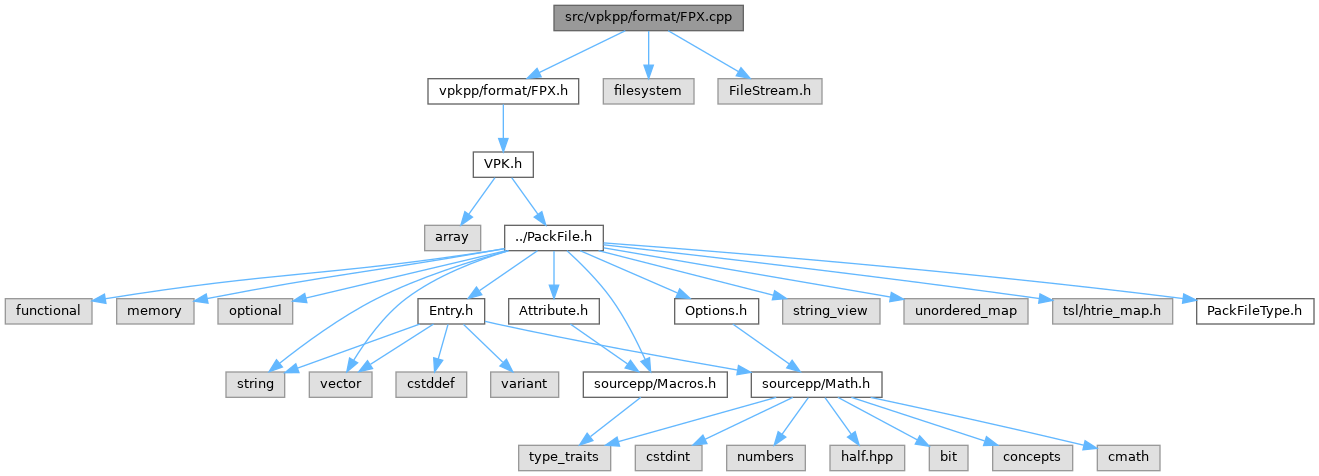 src/vpkpp/format/FPX.cpp
vpkpp/format/FPX.h
filesystem
FileStream.h
VPK.h
array
../PackFile.h
functional
memory
optional
Entry.h
Attribute.h
Options.h
string_view
unordered_map
tsl/htrie_map.h
PackFileType.h
string
vector
cstddef
variant
sourcepp/Macros.h
sourcepp/Math.h
type_traits
cstdint
numbers
half.hpp
bit
concepts
cmath